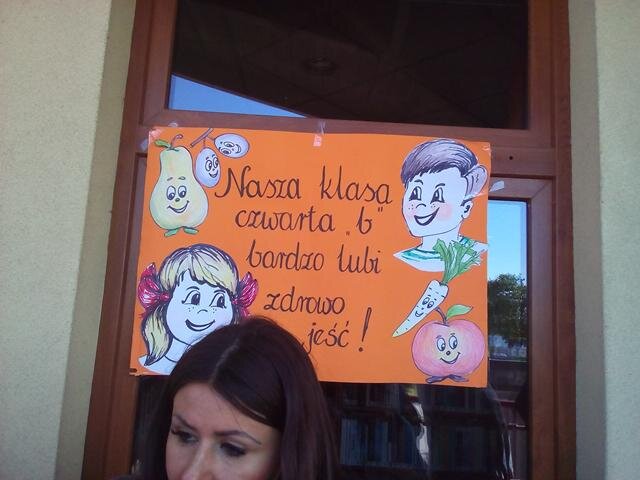 Nasza klasa
czwarta „b"
bardzo lubi
zdrowo
jeść!